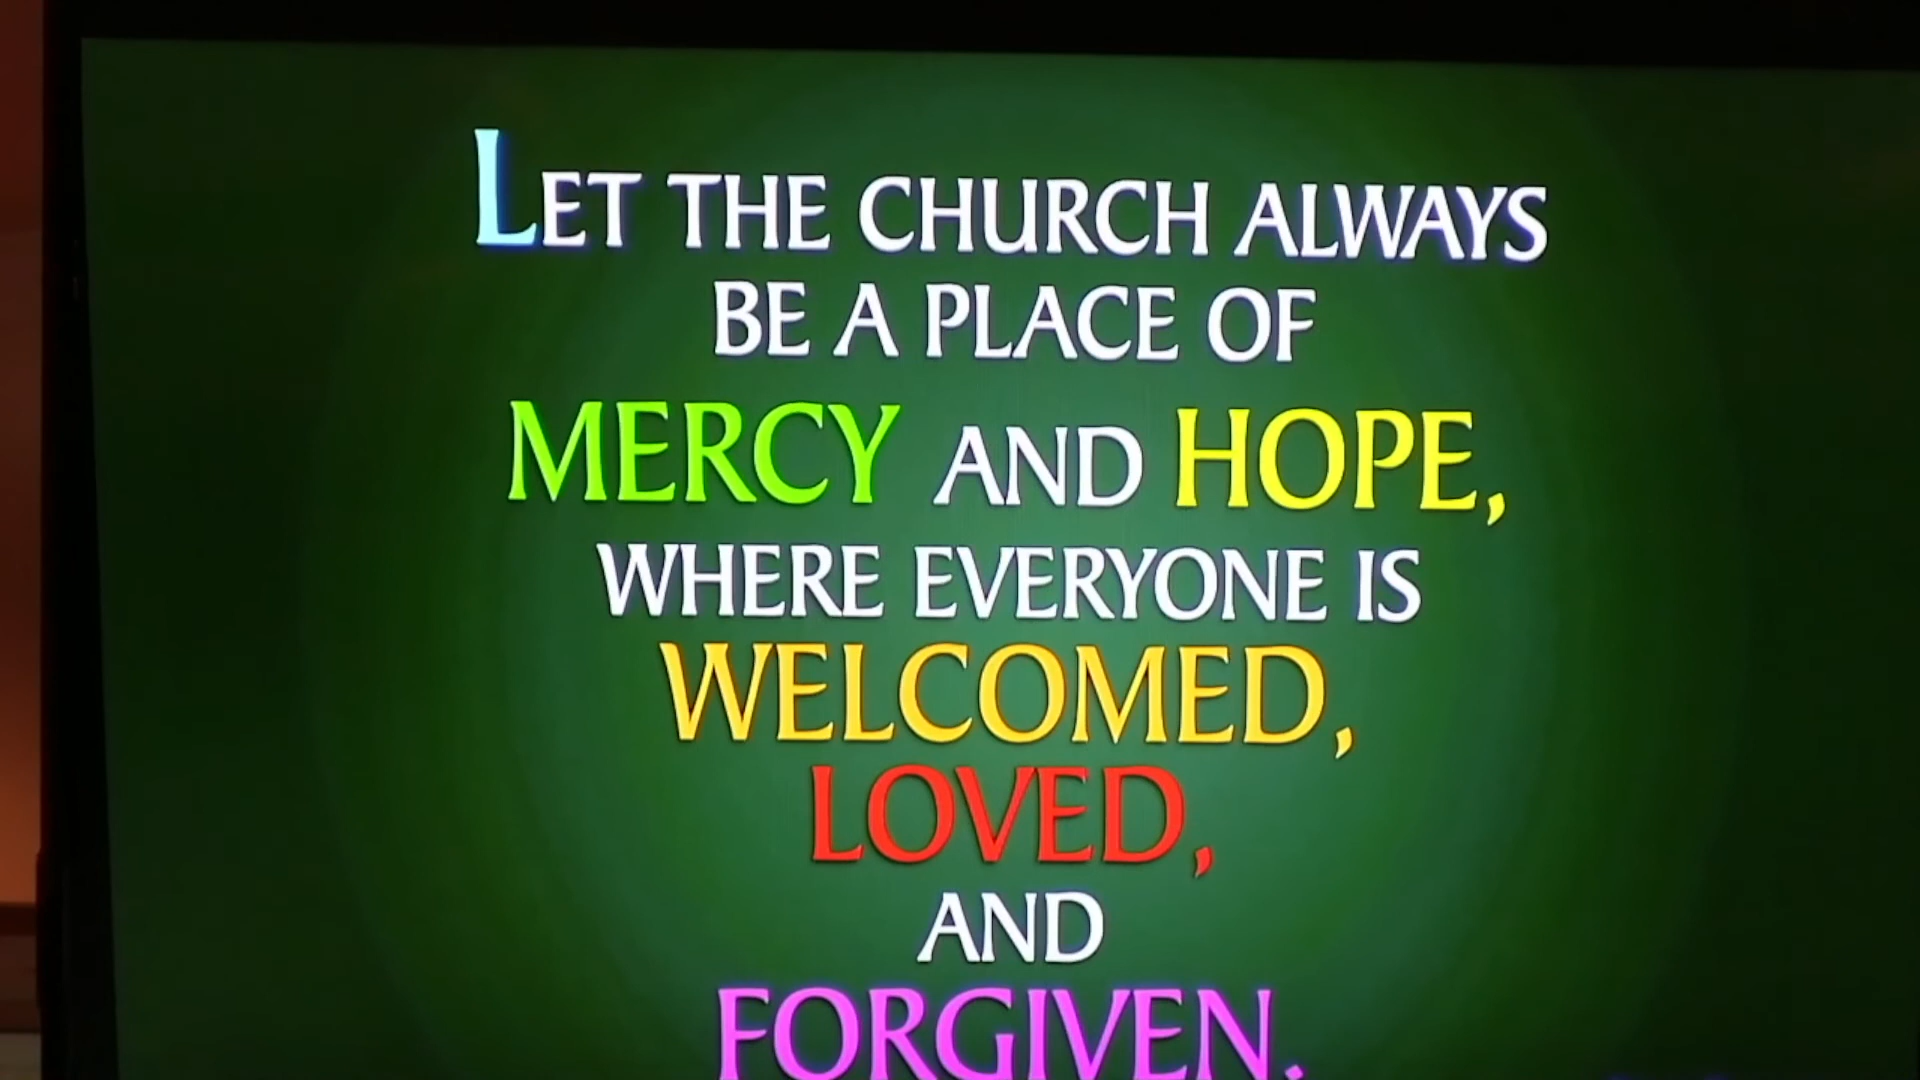 LET THE CHURCH ALWAYS
BE A PLACE OF
MERCY AND HOPE,
WHERE EVERYONE IS
WELCOMED,
LOVED,
AND
FORGIVEN.